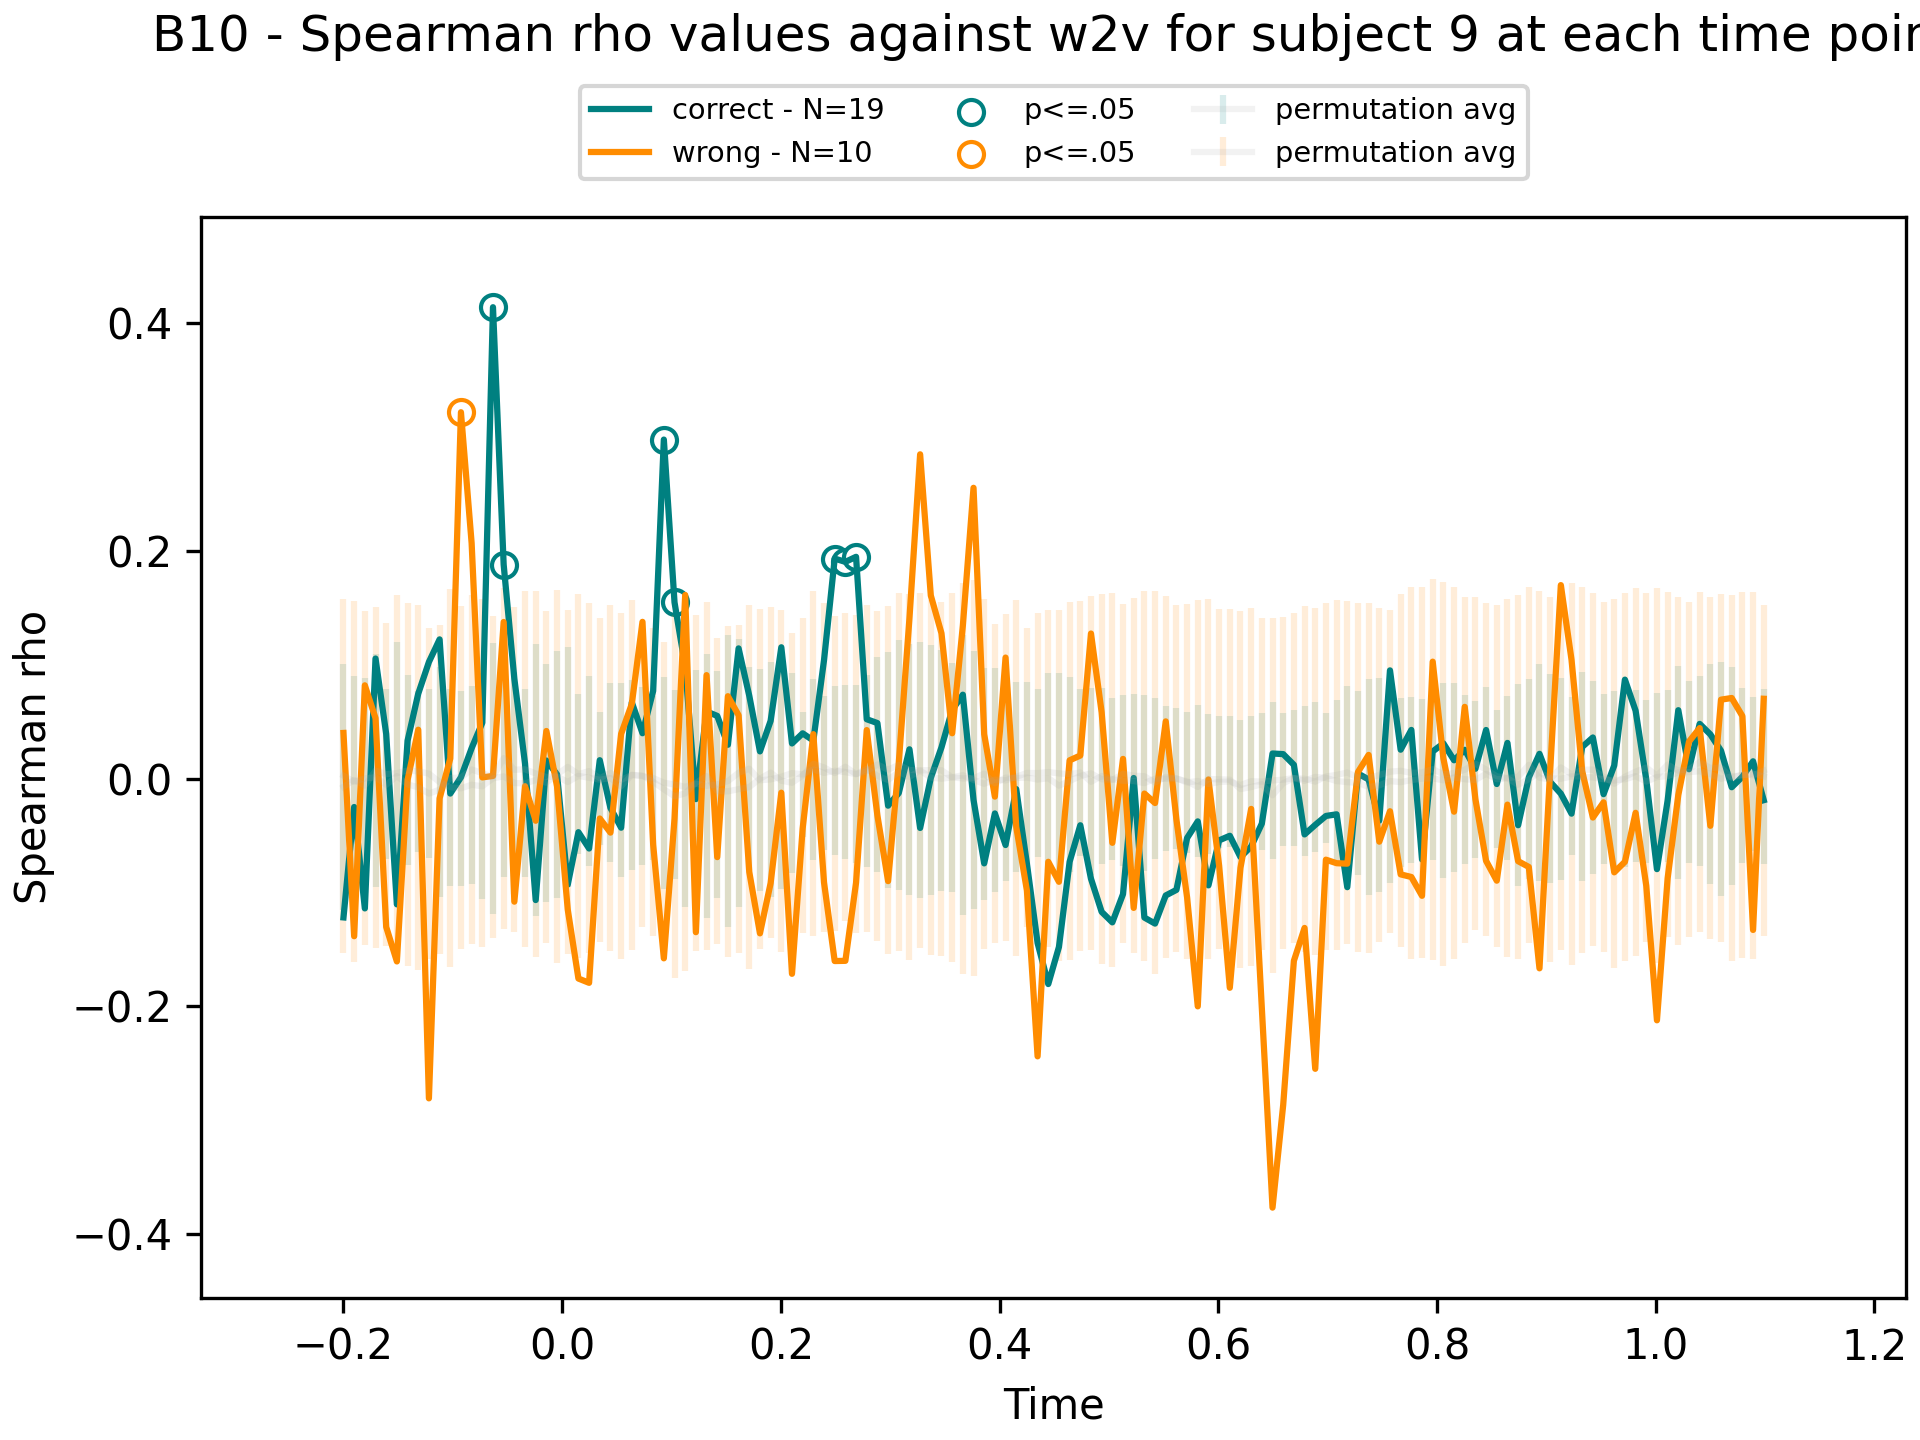 B10 - Spearman rho values against w2v for subject 9 at each time
correct - N=19 p<=.05 permutation avg
wrong - N=10 p<=.05 permutation avg
Spearman rho
0.4
0.2
0.0
−0.2
−0.4
−0.2 0.0 0.2 0.4 0.6 0.8 1.0 1.2
Time